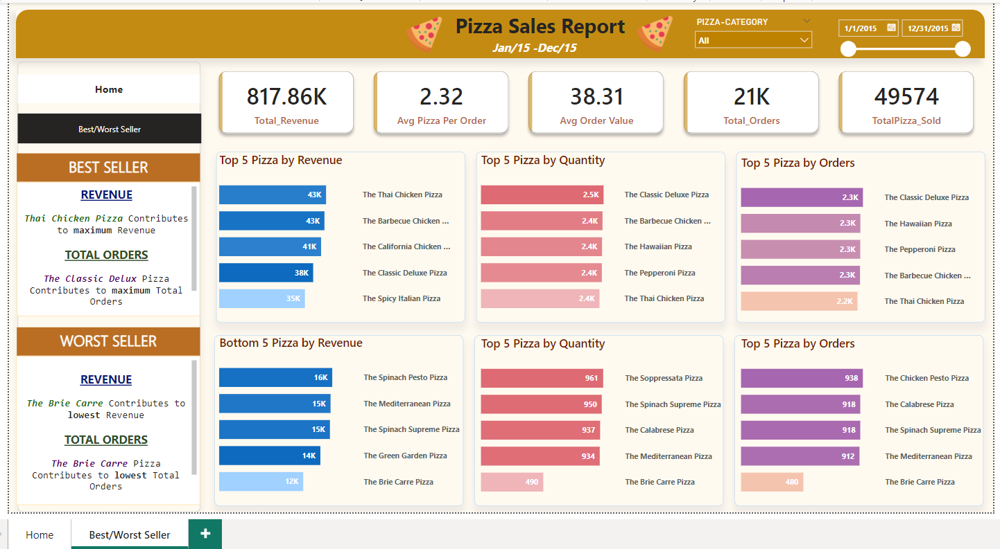 Pizza Sales Report
Jan/15 -Dec/15
PIZZA-CATEGORY
All
1/1/2015
12/31/2015
Home
Best/Worst Seller
BEST SELLER
REVENUE
Thai Chicken Pizza Contributes
to maximum Revenue
TOTAL ORDERS
The Classic Delux Pizza
Contributes to maximum Total
Orders
WORST SELLER
REVENUE
The Brie Carre Contributes to
lowest Revenue
TOTAL ORDERS
The Brie Carre Pizza
Contributes to lowest Total
Orders
817.86K
Total_Revenue
2.32
Avg Pizza Per Order
38.31
Avg Order Value
21K
Total_Orders
49574
TotalPizza_Sold
Top 5 Pizza by Revenue
43K The Thai Chicken Pizza
43K The Barbecue Chicken ...
41K The California Chicken ...
38K The Classic Deluxe Pizza
35K The Spicy Italian Pizza
Top 5 Pizza by Quantity
2.5K The Classic Deluxe Pizza
2.4K The Barbecue Chicken ...
2.4K The Hawaiian Pizza
2.4K The Pepperoni Pizza
2.4K The Thai Chicken Pizza
Top 5 Pizza by Orders
2.3K The Classic Deluxe Pizza
2.3K The Hawaiian Pizza
2.3K The Pepperoni Pizza
2.3K The Barbecue Chicken ...
2.2K The Thai Chicken Pizza
Bottom 5 Pizza by Revenue
16K The Spinach Pesto Pizza
15K The Mediterranean Pizza
15K The Spinach Supreme Pizza
14K The Green Garden Pizza
12K The Brie Carre Pizza
Top 5 Pizza by Quantity
961 The Soppressata Pizza
950 The Spinach Supreme Pizza
937 The Calabrese Pizza
934 The Mediterranean Pizza
490 The Brie Carre Pizza
Top 5 Pizza by Orders
938 The Chicken Pesto Pizza
918 The Calabrese Pizza
918 The Spinach Supreme Pizza
912 The Mediterranean Pizza
480 The Brie Carre Pizza
Home
Best/Worst Seller